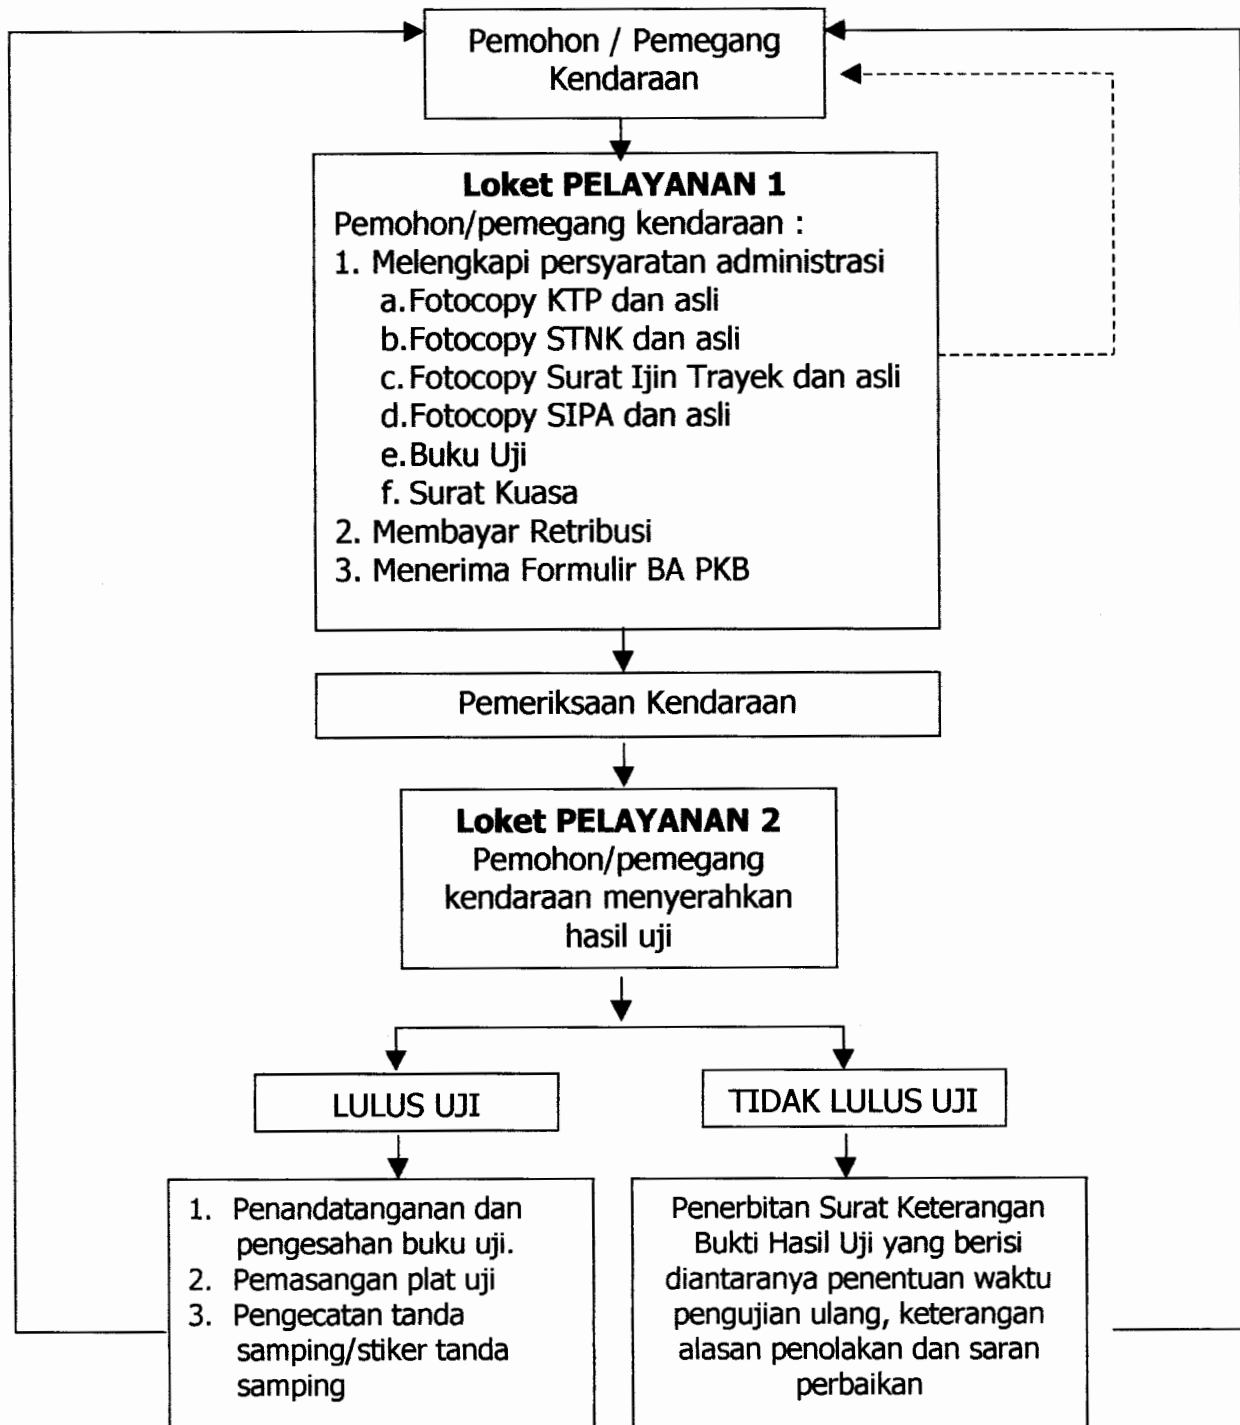 Pemohon / Pemegang
Kendaraan
Loket PELAYANAN 1
Pemohon/pemegang kendaraan :
1. Melengkapi persyaratan administrasi
a. Fotocopy KTP dan asli
b. Fotocopy STNK dan asli
c. Fotocopy Surat Ijin Trayek dan asli
d. Fotocopy SIPA dan asli
e. Buku Uji
f. Surat Kuasa
2. Membayar Retribusi
3. Menerima Formulir BA PKB
Pemeriksaan Kendaraan
Loket PELAYANAN 2
Pemohon/pemegang
kendaraan menyerahkan
hasil uji
LULUS UJI
TIDAK LULUS UJI
1. Penandatanganan dan
pengesahan buku uji.
2. Pemasangan plat uji
3. Pengecatan tanda
samping/stiker tanda
samping
Penerbitan Surat Keterangan
Bukti Hasil Uji yang berisi
diantaranya penentuan waktu
pengujian ulang, keterangan
alasan penolakan dan saran
perbaikan